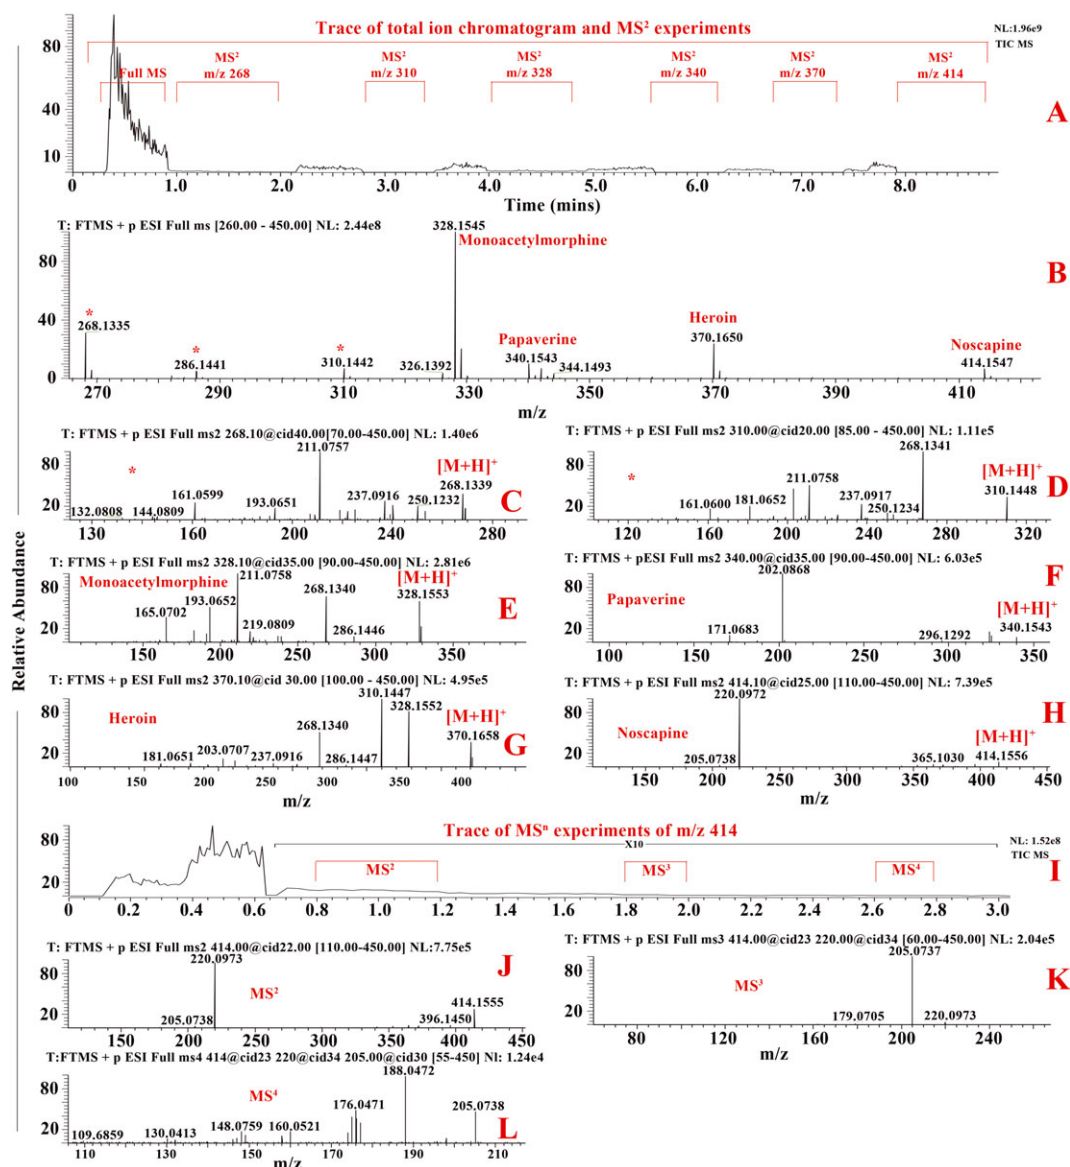 Trace of total ion chromatogram and MS² experiments
NL:1.96e9
TIC MS
80
40
10
Full MS
MS²
m/z 268
MS²
m/z 310
MS²
m/z 328
MS²
m/z 340
MS²
m/z 370
MS²
m/z 414
A
0 1.0 2.0 3.0 4.0 5.0 6.0 7.0 8.0
Time (mins)
T: FTMS + p ESI Full ms [260.00 - 450.00] NL: 2.44e8
328.1545
Monoacetylmorphine
B
80
40
0
*
268.1335
*
286.1441
*
310.1442
326.1392
Papaverine
340.1543
344.1493
Heroin
370.1650
Noscapine
414.1547
270 290 310 330 350 370 390 410
m/z
Relative Abundance
T: FTMS + p ESI Full ms2 268.10@cid40.00[70.00-450.00] NL: 1.40e6
211.0757
80
20
*
[M+H]⁺
268.1339
161.0599
193.0651
237.0916
250.1232
132.0808
144.0809
C
130 160 200 240 280
T: FTMS + p ESI Full ms2 310.00@cid20.00 [85.00 - 450.00] NL: 1.11e5
268.1341
80
20
*
[M+H]⁺
310.1448
211.0758
181.0652
161.0600
237.0917
250.1234
D
120 160 200 240 280 320
T: FTMS + p ESI Full ms2 328.10@cid35.00 [90.00-450.00] NL: 2.81e6
211.0758
80
20
Monoacetylmorphine
[M+H]⁺
328.1553
193.0652
268.1340
165.0702
219.0809
286.1446
E
150 200 250 300 350
T: FTMS + pESI Full ms2 340.00@cid35.00 [90.00-450.00] NL: 6.03e5
202.0868
80
20
Papaverine
[M+H]⁺
340.1543
171.0683
296.1292
F
100 150 200 250 300 350
T: FTMS + p ESI Full ms2 370.10@cid 30.00 [100.00 - 450.00] NL: 4.95e5
310.1447
328.1552
80
20
Heroin
[M+H]⁺
370.1658
268.1340
203.0707
181.0651
237.0916
286.1447
G
100 150 200 250 300 350 400
m/z
T: FTMS + p ESI Full ms2 414.10@cid25.00 [110.00-450.00] NL: 7.39e5
220.0972
80
20
Noscapine
[M+H]⁺
205.0738
365.1030
414.1556
H
150 200 250 300 350 400 450
m/z
Trace of MSⁿ experiments of m/z 414
X10
NL: 1.52e8
TIC MS
80
20
MS²
MS³
MS⁴
I
0 0.2 0.4 0.6 0.8 1.0 1.2 1.4 1.6 1.8 2.0 2.2 2.4 2.6 2.8 3.0
T: FTMS + p ESI Full ms2 414.00@cid22.00 [110.00-450.00] NL:7.75e5
220.0973
80
20
MS²
J
414.1555
205.0738
396.1450
150 200 250 300 350 400 450
T: FTMS + p ESI Full ms3 414.00@cid23 220.00@cid34 [60.00-450.00] NL: 2.04e5
205.0737
80
20
MS³
K
179.0705
220.0973
80 120 160 200 240
m/z
T:FTMS + p ESI Full ms4 414@cid23 220@cid34 205.00@cid30 [55-450] Nl: 1.24e4
188.0472
80
20
MS⁴
176.0471
205.0738
148.0759
160.0521
109.6859
130.0413
L
110 130 150 170 190 210
m/z